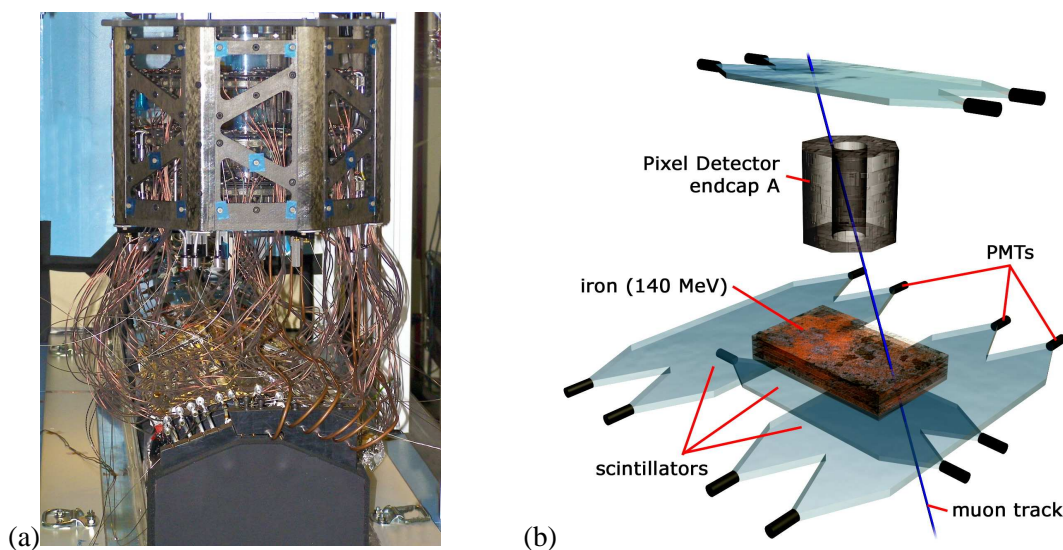 (a)
(b)
Pixel Detector
endcap A
PMTs
iron (140 MeV)
scintillators
muon track